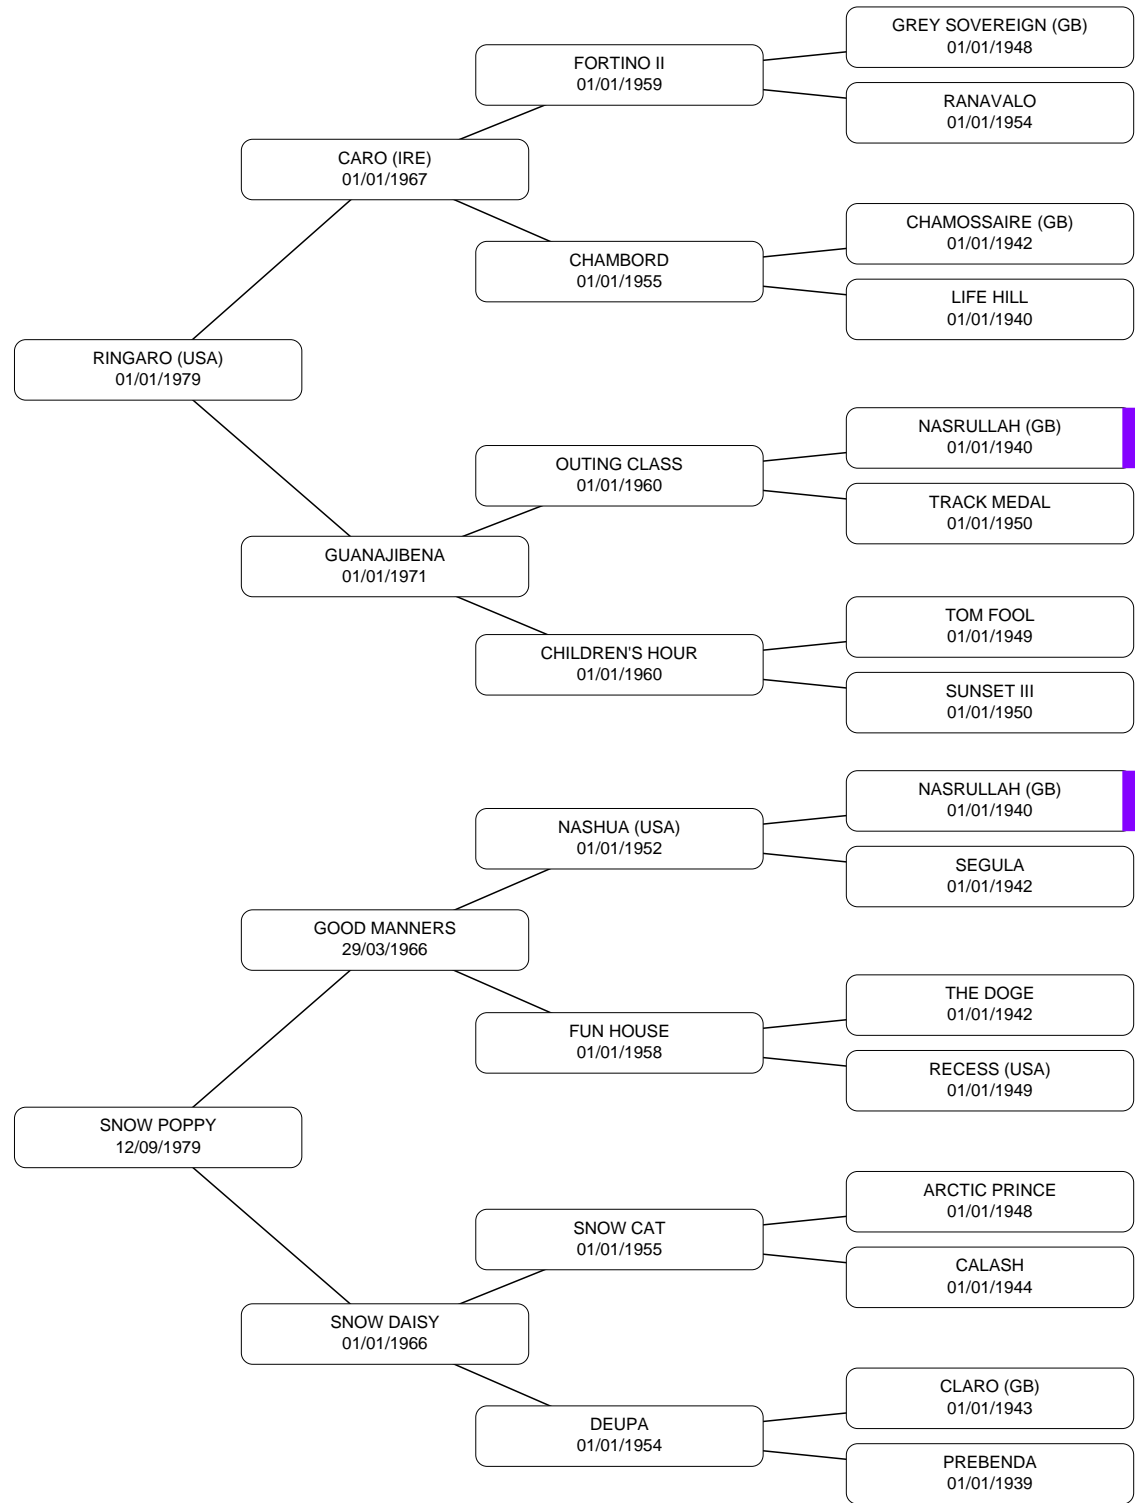 GREY SOVEREIGN (GB)
01/01/1948
FORTINO II
01/01/1959
RANAVALO
01/01/1954
CARO (IRE)
01/01/1967
CHAMOSSAIRE (GB)
01/01/1942
CHAMBORD
01/01/1955
LIFE HILL
01/01/1940
RINGARO (USA)
01/01/1979
NASRULLAH (GB)
01/01/1940
OUTING CLASS
01/01/1960
TRACK MEDAL
01/01/1950
GUANAJIBENA
01/01/1971
TOM FOOL
01/01/1949
CHILDREN'S HOUR
01/01/1960
SUNSET III
01/01/1950
NASRULLAH (GB)
01/01/1940
NASHUA (USA)
01/01/1952
SEGULA
01/01/1942
GOOD MANNERS
29/03/1966
THE DOGE
01/01/1942
FUN HOUSE
01/01/1958
RECESS (USA)
01/01/1949
SNOW POPPY
12/09/1979
ARCTIC PRINCE
01/01/1948
SNOW CAT
01/01/1955
CALASH
01/01/1944
SNOW DAISY
01/01/1966
CLARO (GB)
01/01/1943
DEUPA
01/01/1954
PREBENDA
01/01/1939